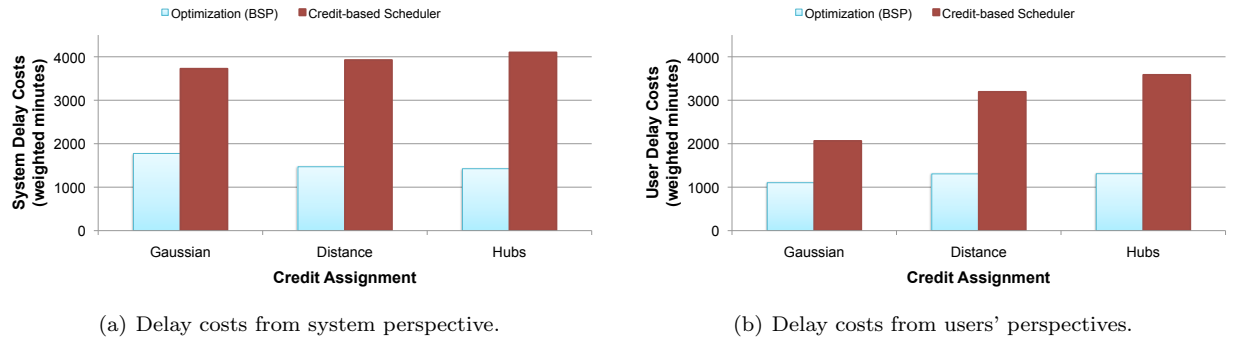 Optimization (BSP) Credit-based Scheduler
System Delay Costs
(weighted minutes)
4000
3000
2000
1000
0
Gaussian Distance Hubs
Credit Assignment
(a) Delay costs from system perspective.
Optimization (BSP) Credit-based Scheduler
User Delay Costs
(weighted minutes)
4000
3000
2000
1000
0
Gaussian Distance Hubs
Credit Assignment
(b) Delay costs from users’ perspectives.